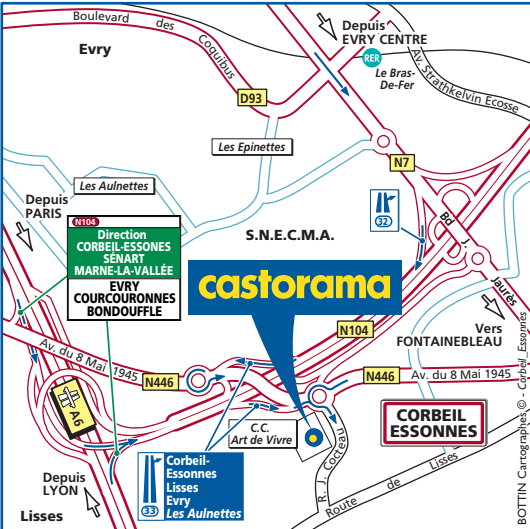 Boulevard des Coquibus
Evry
Depuis
EVRY CENTRE
RER
Le Bras-
De-Fer
Av. Strathkelvin Ecosse
D93
Les Epinettes
N7
Les Aulnettes
Depuis
PARIS
N104
Direction
CORBEIL-ESSONES
SÉNART
MARNE-LA-VALLÉE
EVRY
COURCOURONNES
BONDOUFFLE
S.N.E.C.M.A.
32
Bd J. Jaurès
castorama
N104
Vers
FONTAINEBLEAU
Av. du 8 Mai 1945
N446
N446
Av. du 8 Mai 1945
A6
C.C.
Art de Vivre
CORBEIL
ESSONNES
R. J. Cocteau
Route de Lisses
33
Corbeil-
Essonnes
Lisses
Evry
Les Aulnettes
Depuis
LYON
Lisses
BOTTIN Cartographes © - Corbeil_Essonnes